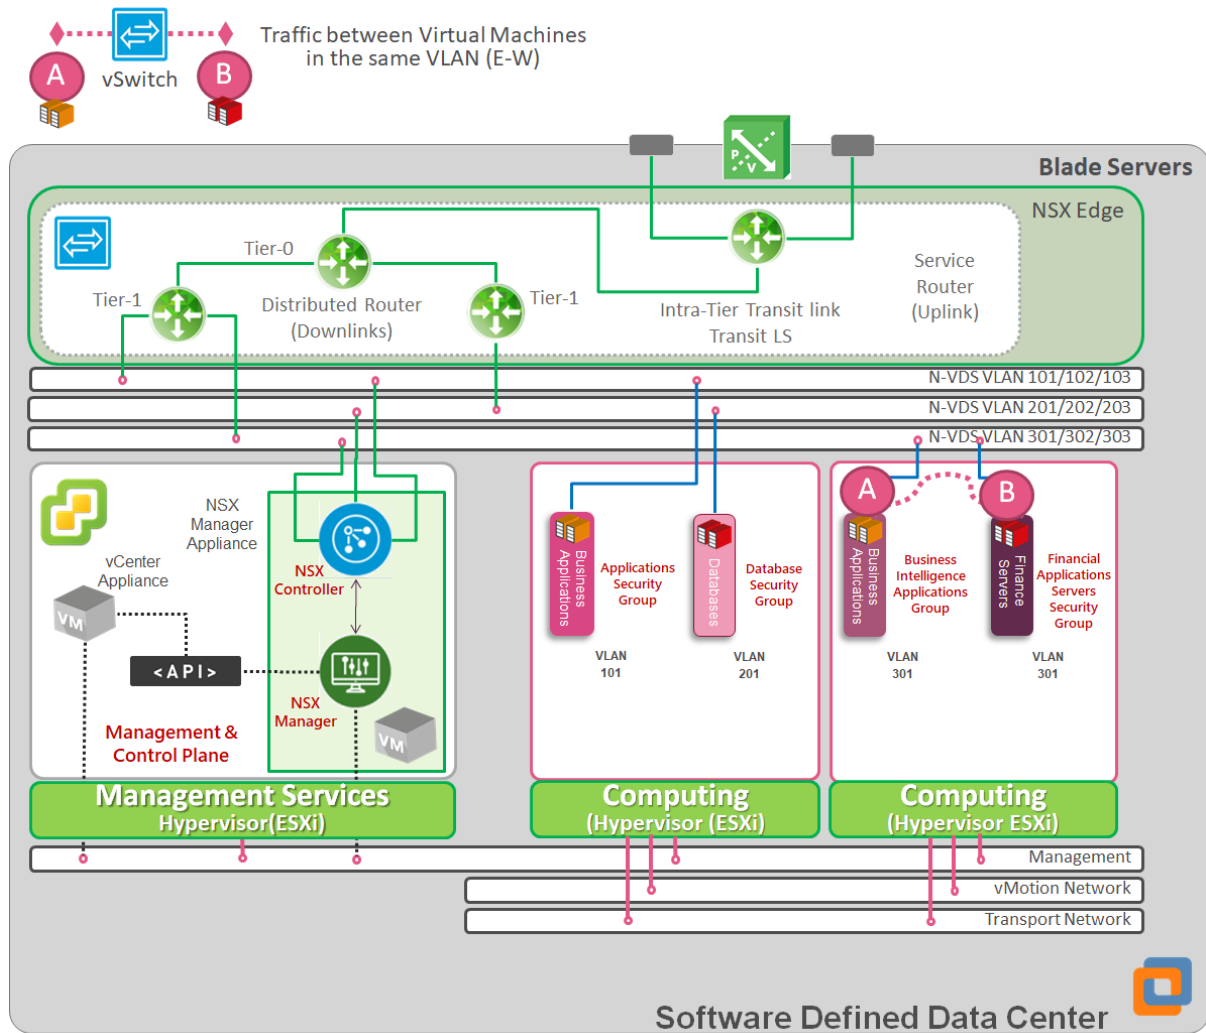 Traffic between Virtual Machines
in the same VLAN (E-W)
A
vSwitch
B
Blade Servers
P
V
NSX Edge
Tier-0
Tier-1
Distributed Router
(Downlinks)
Tier-1
Intra-Tier Transit link
Transit LS
Service
Router
(Uplink)
N-VDS VLAN 101/102/103
N-VDS VLAN 201/202/203
N-VDS VLAN 301/302/303
NSX
Manager
Appliance
vCenter
Appliance
VM
NSX
Controller
<API>
NSX
Manager
VM
Management &
Control Plane
Management Services
Hypervisor(ESXi)
Business
Applications
Applications
Security
Group
VLAN
101
Databases
Database
Security
Group
VLAN
201
Computing
(Hypervisor (ESXi)
A
B
Business
Applications
Business
Intelligence
Applications
Group
VLAN
301
Finance
Servers
Financial
Applications
Servers
Security
Group
VLAN
301
Computing
(Hypervisor ESXi)
Management
vMotion Network
Transport Network
Software Defined Data Center